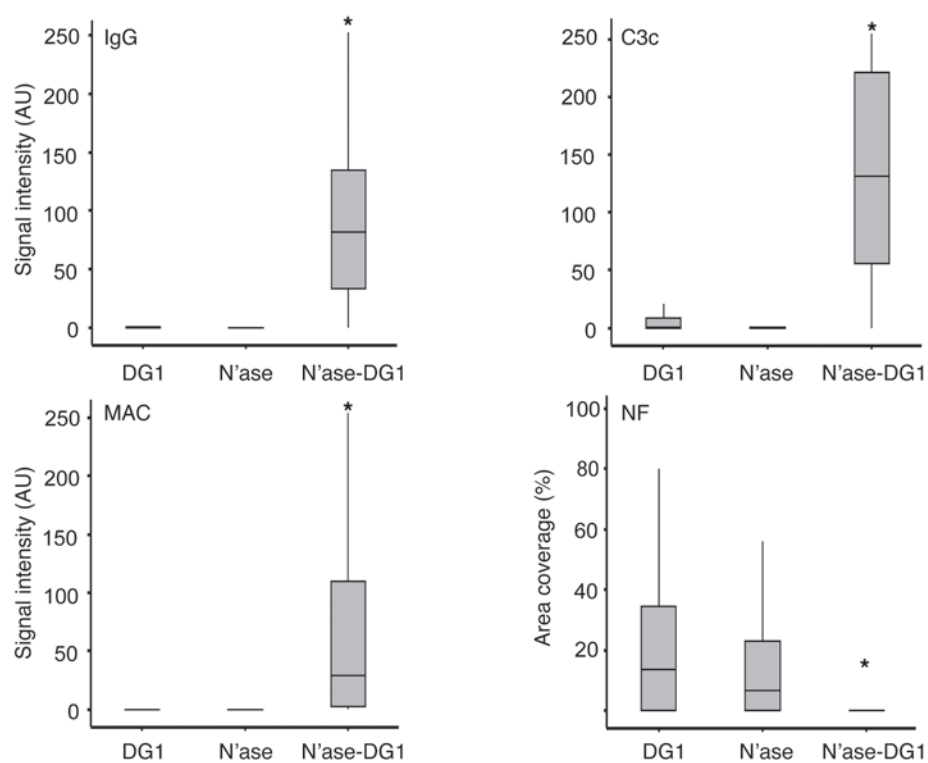 IgG
*
250
200
150
100
50
0
Signal intensity (AU)
DG1 N'ase N'ase-DG1
C3c
*
250
200
150
100
50
0
DG1 N'ase N'ase-DG1
MAC
*
250
200
150
100
50
0
Signal intensity (AU)
DG1 N'ase N'ase-DG1
NF
100
80
60
40
20
*
Area coverage (%)
DG1 N'ase N'ase-DG1